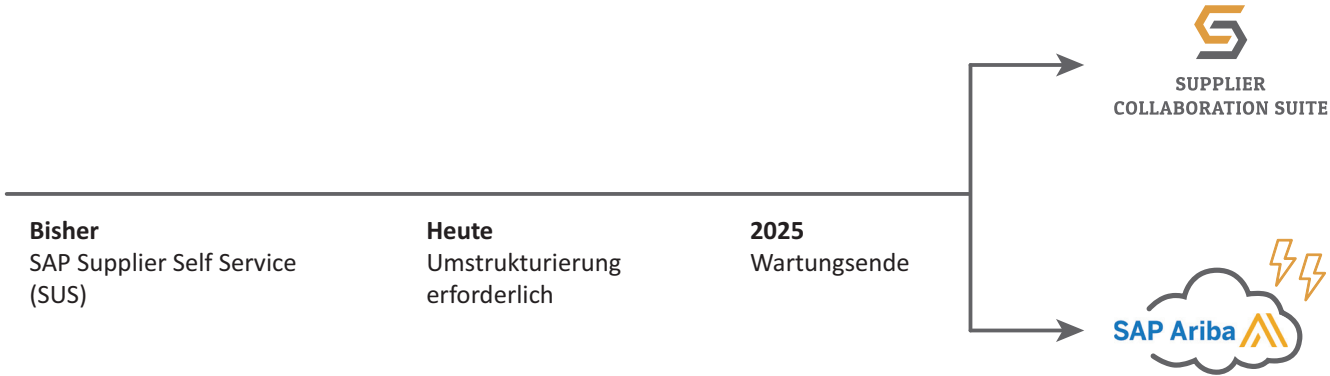 SUPPLIER
COLLABORATION SUITE
Bisher
SAP Supplier Self Service
(SUS)
Heute
Umstrukturierung
erforderlich
2025
Wartungsende
SAP Ariba